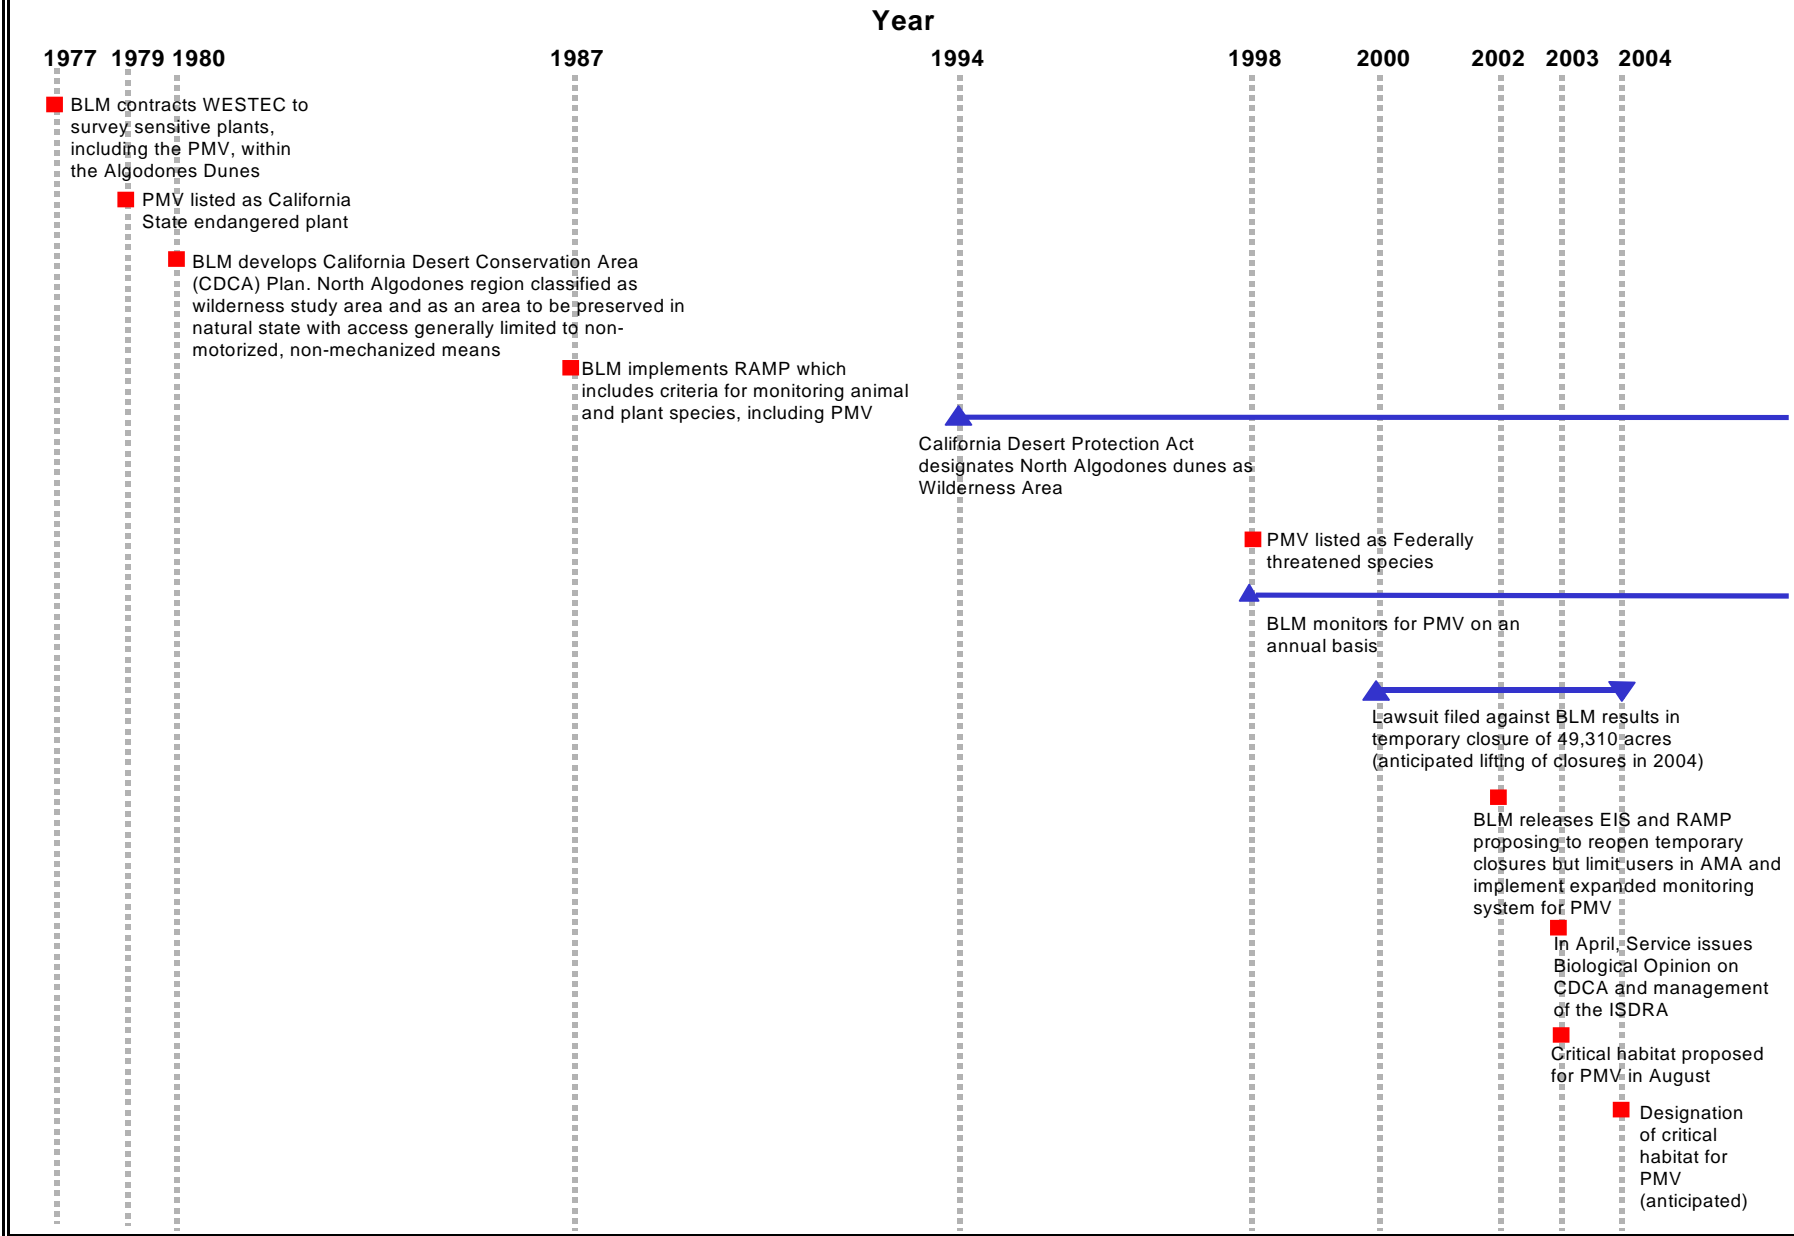 Year
1977 1979 1980 1987 1994 1998 2000 2002 2003 2004
BLM contracts WESTEC to
survey sensitive plants,
including the PMV, within
the Algodones Dunes
PMV listed as California
State endangered plant
BLM develops California Desert Conservation Area
(CDCA) Plan. North Algodones region classified as
wilderness study area and as an area to be preserved in
natural state with access generally limited to non-
motorized, non-mechanized means
BLM implements RAMP which
includes criteria for monitoring animal
and plant species, including PMV
California Desert Protection Act
designates North Algodones dunes as
Wilderness Area
PMV listed as Federally
threatened species
BLM monitors for PMV on an
annual basis
Lawsuit filed against BLM results in
temporary closure of 49,310 acres
(anticipated lifting of closures in 2004)
BLM releases EIS and RAMP
proposing to reopen temporary
closures but limit users in AMA and
implement expanded monitoring
system for PMV
In April, Service issues
Biological Opinion on
CDCA and management
of the ISDRA
Critical habitat proposed
for PMV in August
Designation
of critical
habitat for
PMV
(anticipated)